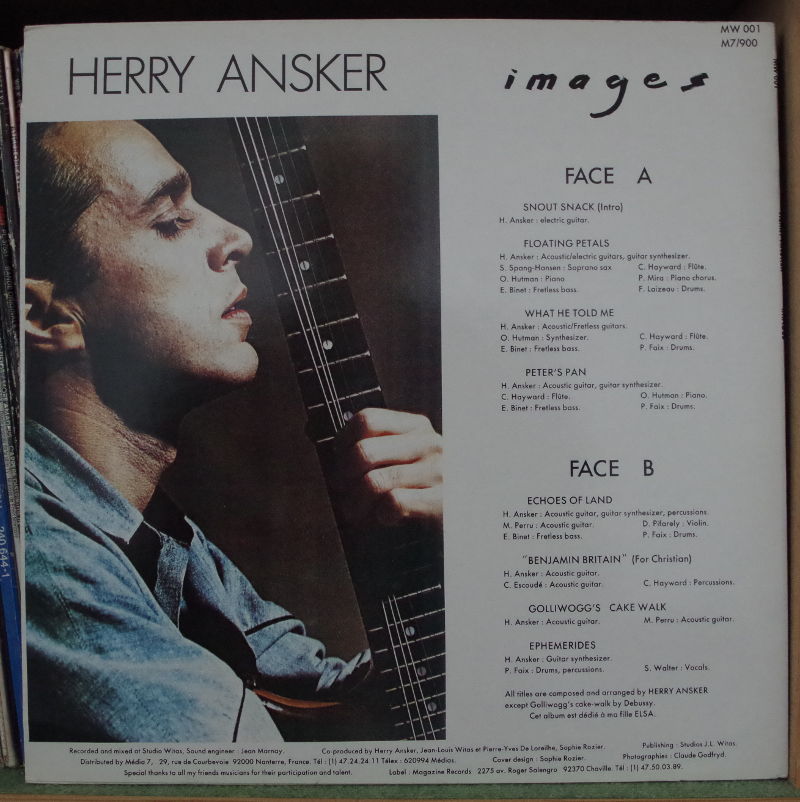 MW 001
M7/900
HERRY ANSKER
images
FACE A
SNOUT SNACK (Intro)
H. Ansker : electric guitar.
FLOATING PETALS
H. Ansker : Acoustic/electric guitars, guitar synthesizer.
S. Spang-Hansen : Soprano sax C. Hayward : Flûte.
O. Hutman : Piano P. Mira : Piano chorus.
E. Binet : Fretless bass. F. Laizeau : Drums.
WHAT HE TOLD ME
H. Ansker : Acoustic/Fretless guitars.
O. Hutman : Synthesizer. C. Hayward : Flûte.
E. Binet : Fretless bass. P. Faix : Drums.
PETER'S PAN
H. Ansker : Acoustic guitar, guitar synthesizer.
C. Hayward : Flûte. O. Hutman : Piano.
E. Binet : Fretless bass. P. Faix : Drums.
FACE B
ECHOES OF LAND
H. Ansker : Acoustic guitar, guitar synthesizer, percussions.
M. Perru : Acoustic guitar. D. Pifarely : Violin.
E. Binet : Fretless bass. P. Faix : Drums.
"BENJAMIN BRITAIN" (For Christian)
H. Ansker : Acoustic guitar.
C. Escoudé : Acoustic guitar. C. Hayward : Percussions.
GOLLIWOGG'S CAKE WALK
H. Ansker : Acoustic guitar. M. Perru : Acoustic guitar.
EPHEMERIDES
H. Ansker : Guitar synthesizer.
P. Faix : Drums, percussions. S. Walter : Vocals.
All titles are composed and arranged by HERRY ANSKER
except Golliwogg's cake-walk by Debussy.
Cet album est dédié à ma fille ELSA.
Recorded and mixed at Studio Witas, Sound engineer : Jean Marnay. Co-produced by Herry Ansker, Jean-Louis Witas et Pierre-Yves De Loreilhe, Sophie Rozier. Publishing : Studios J.L. Witas.
Distributed by Média 7, 29, rue de Courbevoie 92000 Nanterre, France. Tél : (1) 47.24.24.11 Télex : 620994 Médios. Cover design : Sophie Rozier. Photographies : Claude Godfryd.
Special thanks to all my friends musicians for their participation and talent. Label : Magazine Records 2275 av. Roger Salengro 92370 Chaville. Tél : (1) 47.50.03.89.
240 644-1